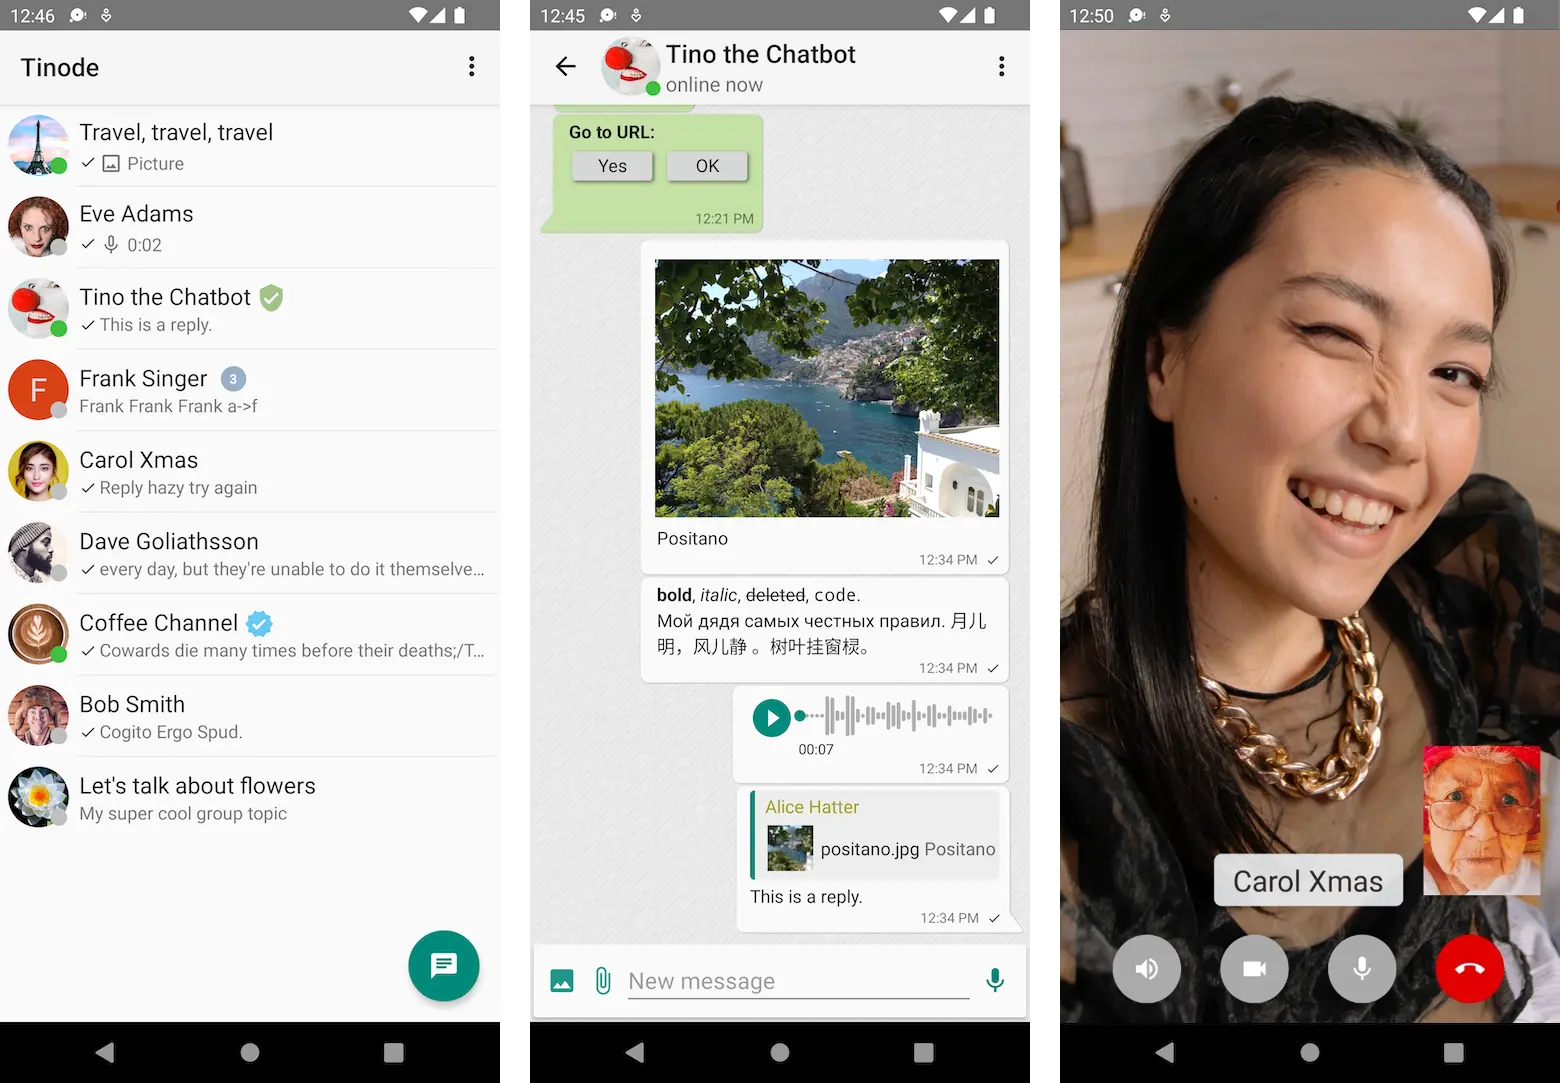 12:46
Tinode
Travel, travel, travel
Picture
Eve Adams
0:02
Tino the Chatbot
This is a reply.
F
Frank Singer 3
Frank Frank Frank a->f
Carol Xmas
Reply hazy try again
Dave Goliathsson
every day, but they're unable to do it themselve...
Coffee Channel
Cowards die many times before their deaths;/T...
Bob Smith
Cogito Ergo Spud.
Let's talk about flowers
My super cool group topic
12:45
Tino the Chatbot
online now
Go to URL:
Yes OK
12:21 PM
Positano
12:34 PM
bold, italic, deleted, code.
Мой дядя самых честных правил. 月儿
明，风儿静 。树叶挂窗棂。
12:34 PM
00:07
12:34 PM
Alice Hatter
positano.jpg Positano
This is a reply.
12:34 PM
New message
12:50
Carol Xmas